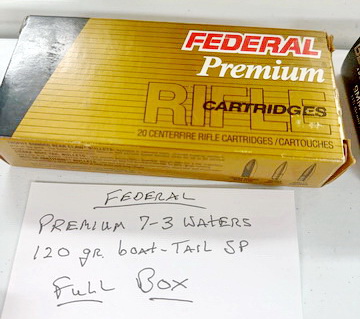 FEDERAL
Premium
RIFLE
CARTRIDGES
20 CENTERFIRE RIFLE CARTRIDGES / CARTOUCHES
FEDERAL
PREMIUM 7-3 WATERS
120 gr. boat-TAIL SP
FULL BOX